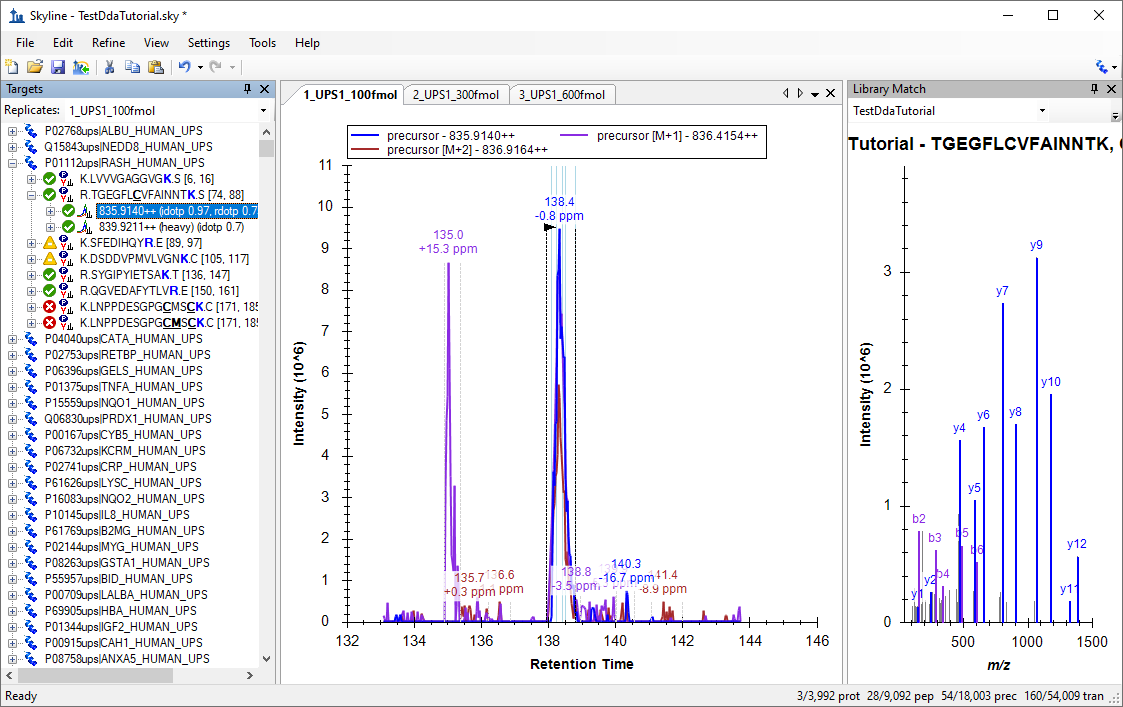 Skyline - TestDdaTutorial.sky *
File Edit Refine View Settings Tools Help
Targets
Replicates: 1_UPS1_100fmol
P02768ups|ALBU_HUMAN_UPS
Q15843ups|NEDD8_HUMAN_UPS
P01112ups|RASH_HUMAN_UPS
K.LVVVGAGGVGK.S [6, 16]
R.TGEGFLCVFAINNTK.S [74, 88]
835.9140++ (idotp 0.97, rdotp 0.7
839.9211++ (heavy) (idotp 0.7)
K.SFEDIHQYR.E [89, 97]
K.DSDDVPMVLVGNK.C [105, 117]
R.SYGIPYIETSAK.T [136, 147]
R.QGVEDAFYTLVR.E [150, 161]
K.LNPPDESGPGCMSCK.C [171, 185
K.LNPPDESGPGCMSCK.C [171, 185
P04040ups|CATA_HUMAN_UPS
P02753ups|RETBP_HUMAN_UPS
P06396ups|GELS_HUMAN_UPS
P01375ups|TNFA_HUMAN_UPS
P15559ups|NQO1_HUMAN_UPS
Q06830ups|PRDX1_HUMAN_UPS
P00167ups|CYB5_HUMAN_UPS
P06732ups|KCRM_HUMAN_UPS
P02741ups|CRP_HUMAN_UPS
P61626ups|LYSC_HUMAN_UPS
P16083ups|NQO2_HUMAN_UPS
P10145ups|IL8_HUMAN_UPS
P61769ups|B2MG_HUMAN_UPS
P02144ups|MYG_HUMAN_UPS
P08263ups|GSTA1_HUMAN_UPS
P55957ups|BID_HUMAN_UPS
P00709ups|LALBA_HUMAN_UPS
P69905ups|HBA_HUMAN_UPS
P01344ups|IGF2_HUMAN_UPS
P00915ups|CAH1_HUMAN_UPS
P08758ups|ANXA5_HUMAN_UPS
1_UPS1_100fmol 2_UPS1_300fmol 3_UPS1_600fmol
precursor - 835.9140++ precursor [M+1] - 836.4154++
precursor [M+2] - 836.9164++
11
10
9
8
7
6
5
4
3
2
1
0
Intensity (10^6)
138.4
-0.8 ppm
135.0
+15.3 ppm
135.7
+0.3 ppm
138.8
-3.5 ppm
140.3
-16.7 ppm
-8.9 ppm
132 134 136 138 140 142 144 146
Retention Time
Library Match
TestDdaTutorial
Tutorial - TGEGFLCVFAINNTK,
3
2
1
0
Intensity (10^6)
y9
y7
y10
y8
y6
y4
y5
b2
b5
b3
b6
y12
b4
y2
y1
y11
500 1000 1500
m/z
Ready
3/3,992 prot 28/9,092 pep 54/18,003 prec 160/54,009 tran